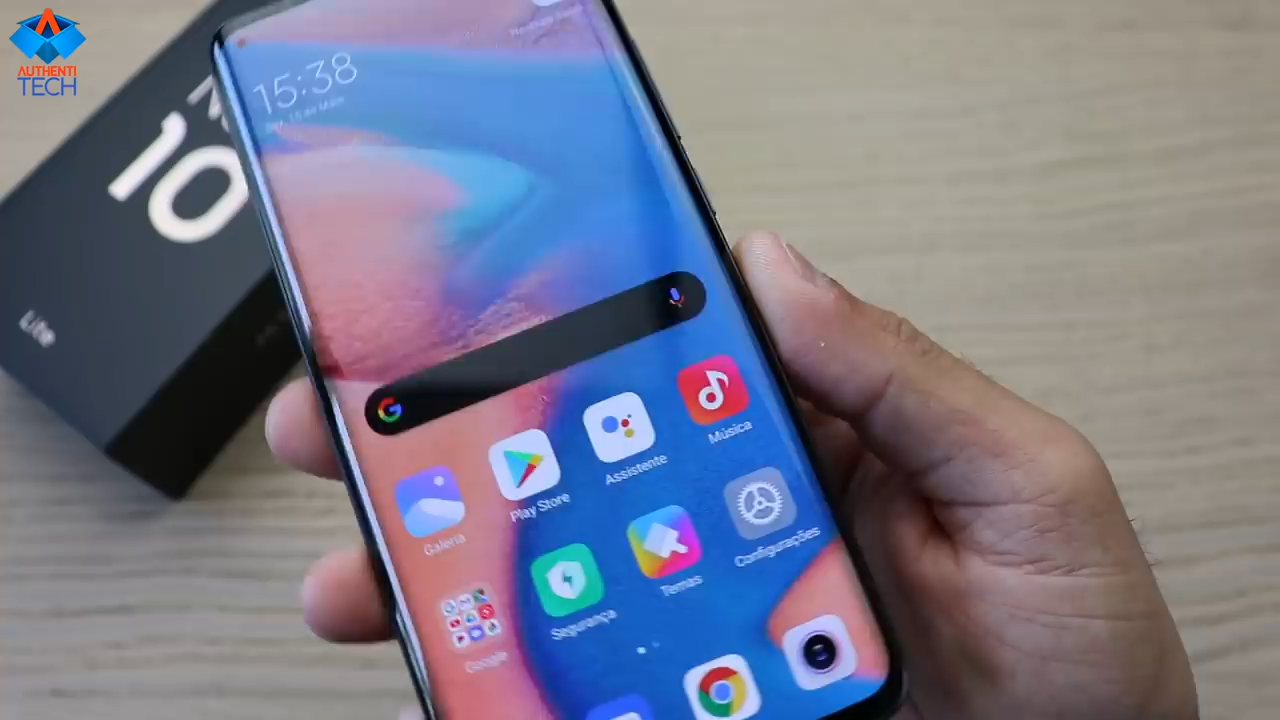 AUTHENTI
TECH
15:38
10
Lite
Música
Assistente
Play Store
Galeria
Configurações
Temas
Segurança
Google